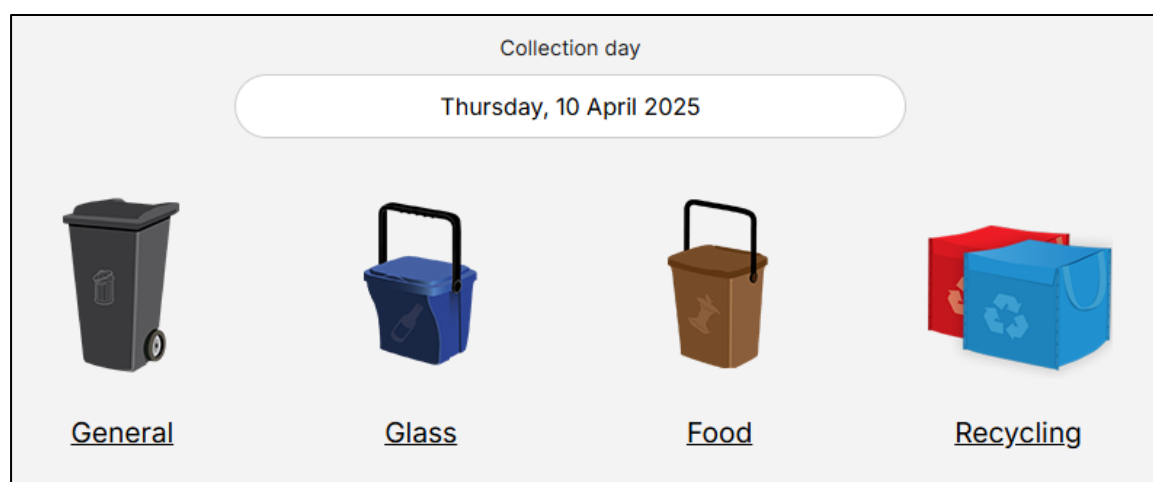 Collection day
Thursday, 10 April 2025
General Glass Food Recycling